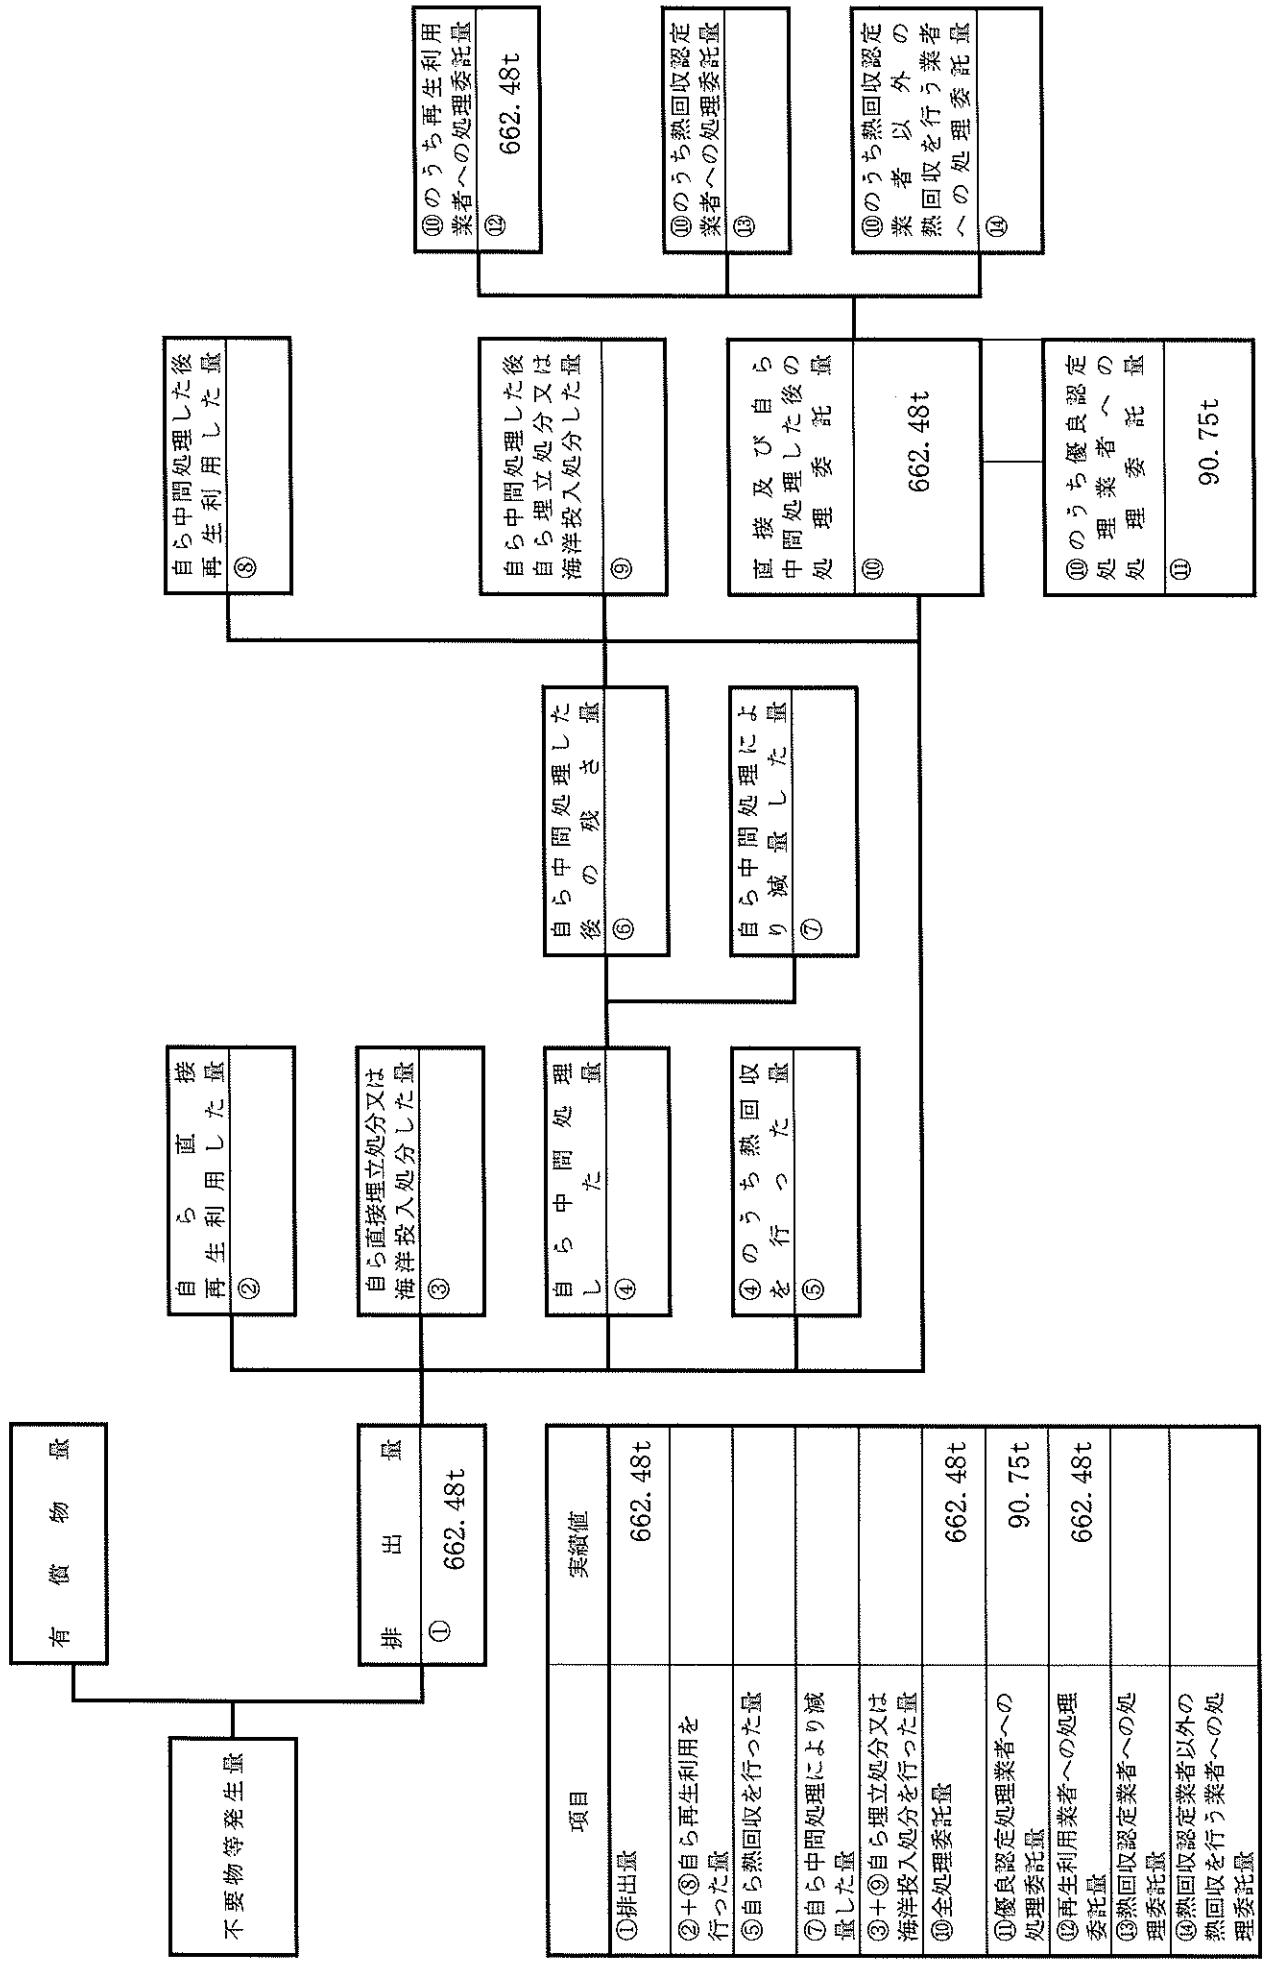 不要物等発生量
有償物量
排出量
①
662.48t
自ら直接
再生利用した量
②
自ら直接埋立処分又は
海洋投入処分した量
③
自ら中間処理
した量
④
④のうち熱回収
を行った量
⑤
自ら中間処理した
後の残さ量
⑥
自ら中間処理によ
り減量した量
⑦
自ら中間処理した後
再生利用した量
⑧
自ら中間処理した後
自ら埋立処分又は
海洋投入処分した量
⑨
直接及び自ら
中間処理した後の
処理委託量
⑩
662.48t
⑩のうち優良認定
処理業者への
処理委託量
⑪
90.75t
⑩のうち再生利用
業者への処理委託量
⑫
662.48t
⑩のうち熱回収認定
業者への処理委託量
⑬
⑩のうち熱回収認定
業者以外の
熱回収を行う業者
への処理委託量
⑭
項目 実績値
①排出量 662.48t
②+⑧自ら再生利用を
行った量
⑤自ら熱回収を行った量
⑦自ら中間処理により減
量した量
③+⑨自ら埋立処分又は
海洋投入処分を行った量
⑩全処理委託量 662.48t
⑪優良認定処理業者への
処理委託量 90.75t
⑫再生利用業者への処理
委託量 662.48t
⑬熱回収認定業者への処
理委託量
⑭熱回収認定業者以外の
熱回収を行う業者への処
理委託量